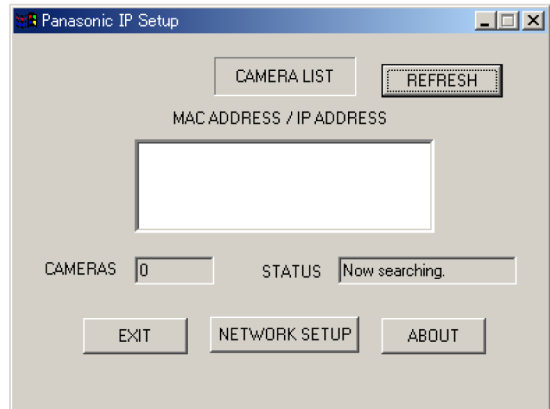 Panasonic IP Setup
CAMERA LIST
REFRESH
MAC ADDRESS / IP ADDRESS
CAMERAS 0 STATUS Now searching.
EXIT NETWORK SETUP ABOUT